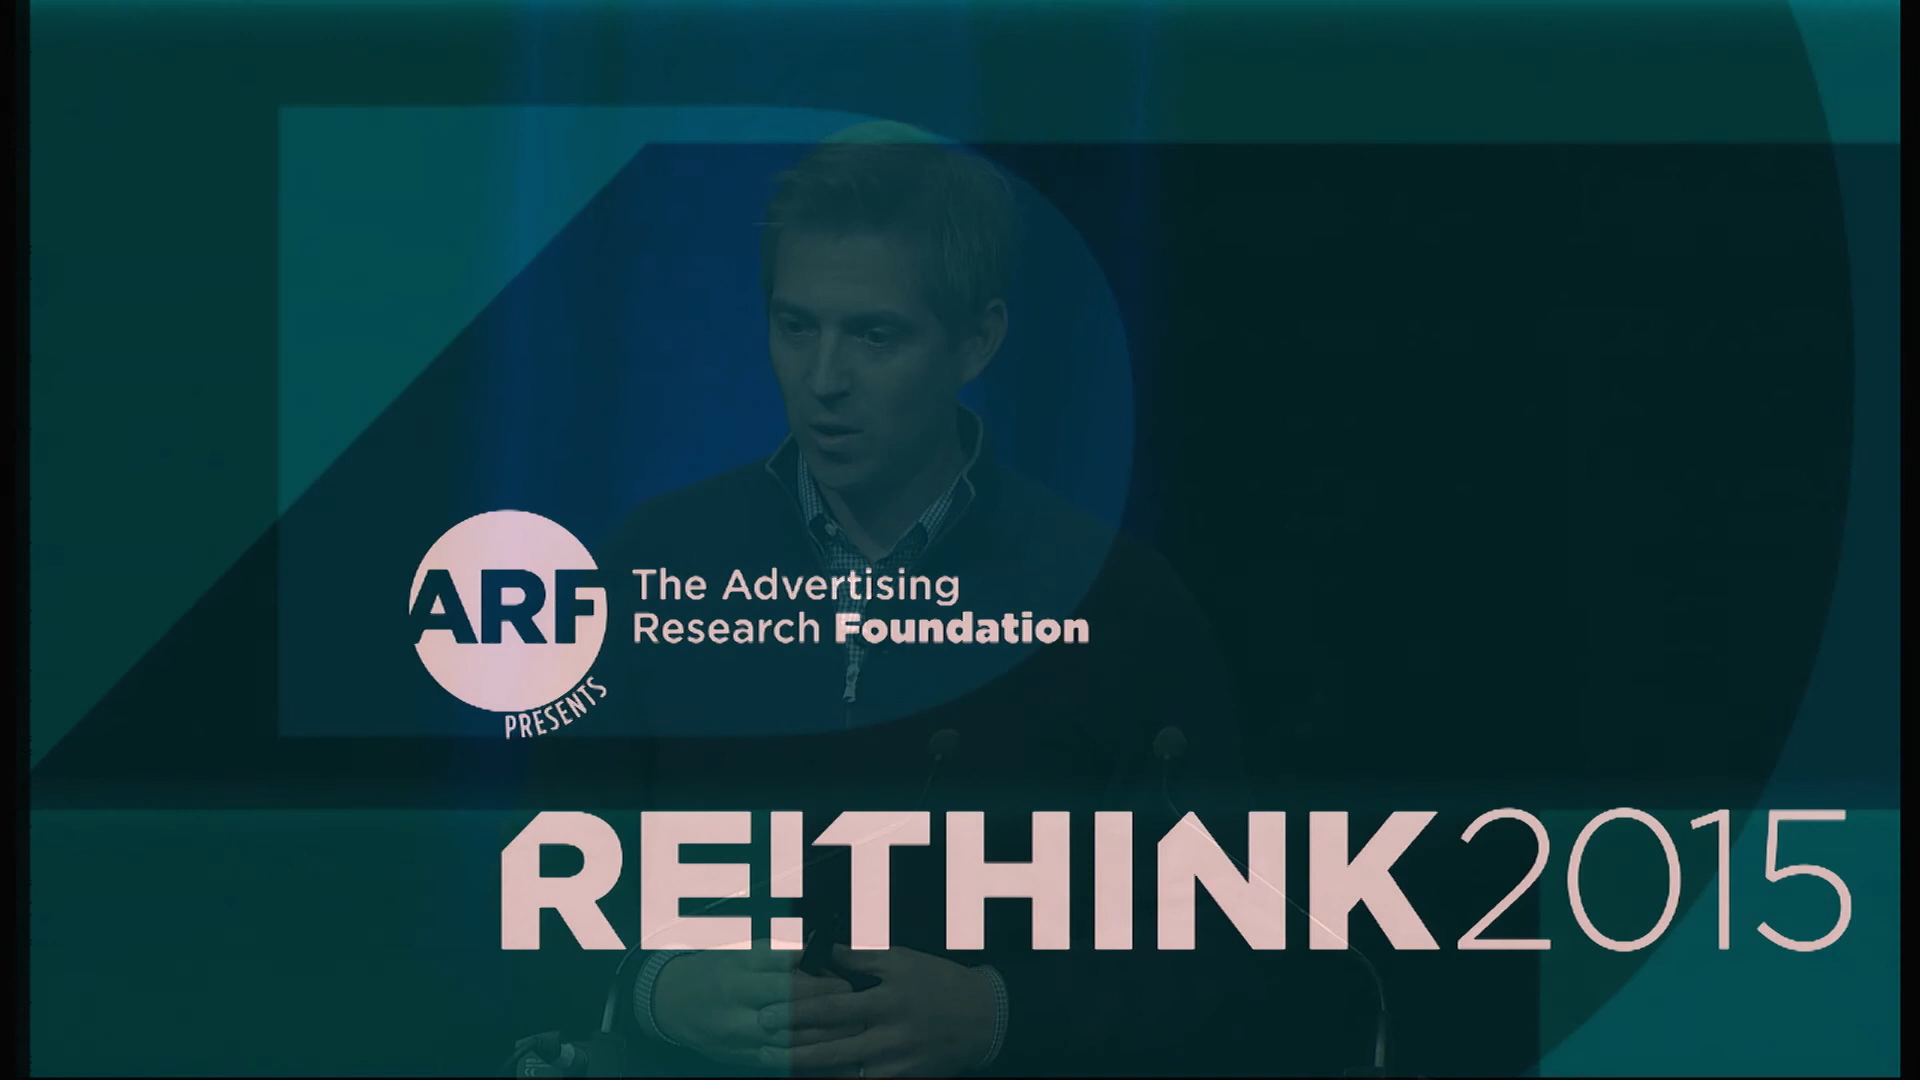 ARF
The Advertising
Research Foundation
PRESENTS
RE!THINK2015